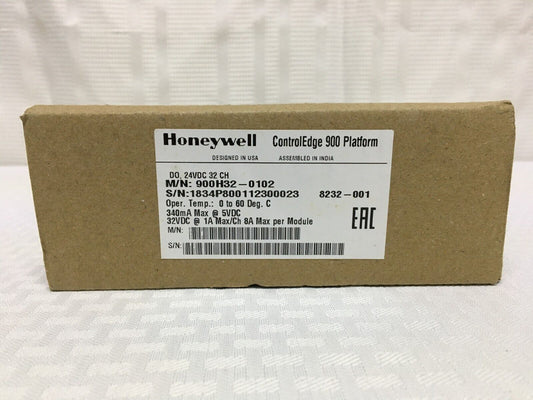 Honeywell ControlEdge 900 Platform
DESIGNED IN USA ASSEMBLED IN INDIA
DO, 24VDC 32 CH
M/N: 900H32-0102
S/N:1834P800112300023 8232-001
Oper. Temp.: 0 to 60 Deg. C
340mA Max @ 5VDC
32VDC @ 1A Max/Ch 8A Max per Module
M/N:
S/N:
EAC